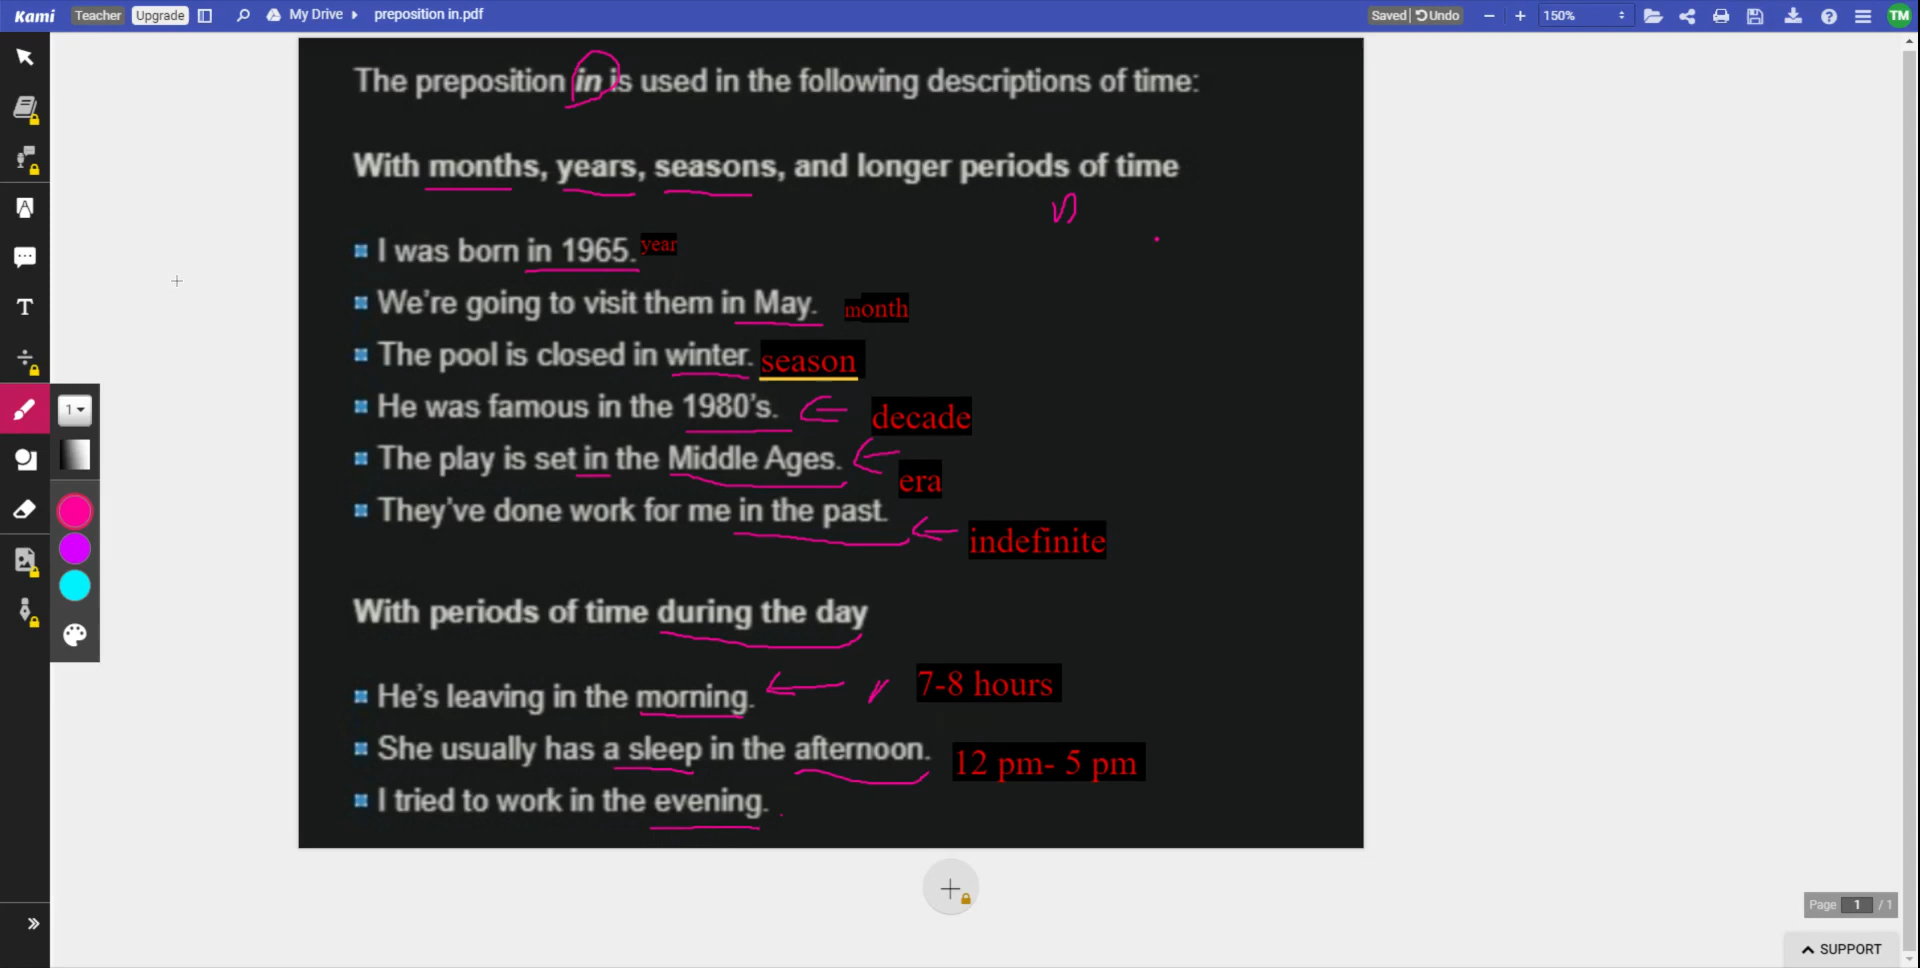 Kami Teacher Upgrade My Drive preposition in.pdf Saved Undo 150% TM
The preposition in is used in the following descriptions of time:
With months, years, seasons, and longer periods of time
I was born in 1965. year
We're going to visit them in May. month
The pool is closed in winter. season
He was famous in the 1980's. decade
The play is set in the Middle Ages. era
They've done work for me in the past. indefinite
With periods of time during the day
He's leaving in the morning. 7-8 hours
She usually has a sleep in the afternoon. 12 pm- 5 pm
I tried to work in the evening.
1
T
Page 1 / 1
SUPPORT